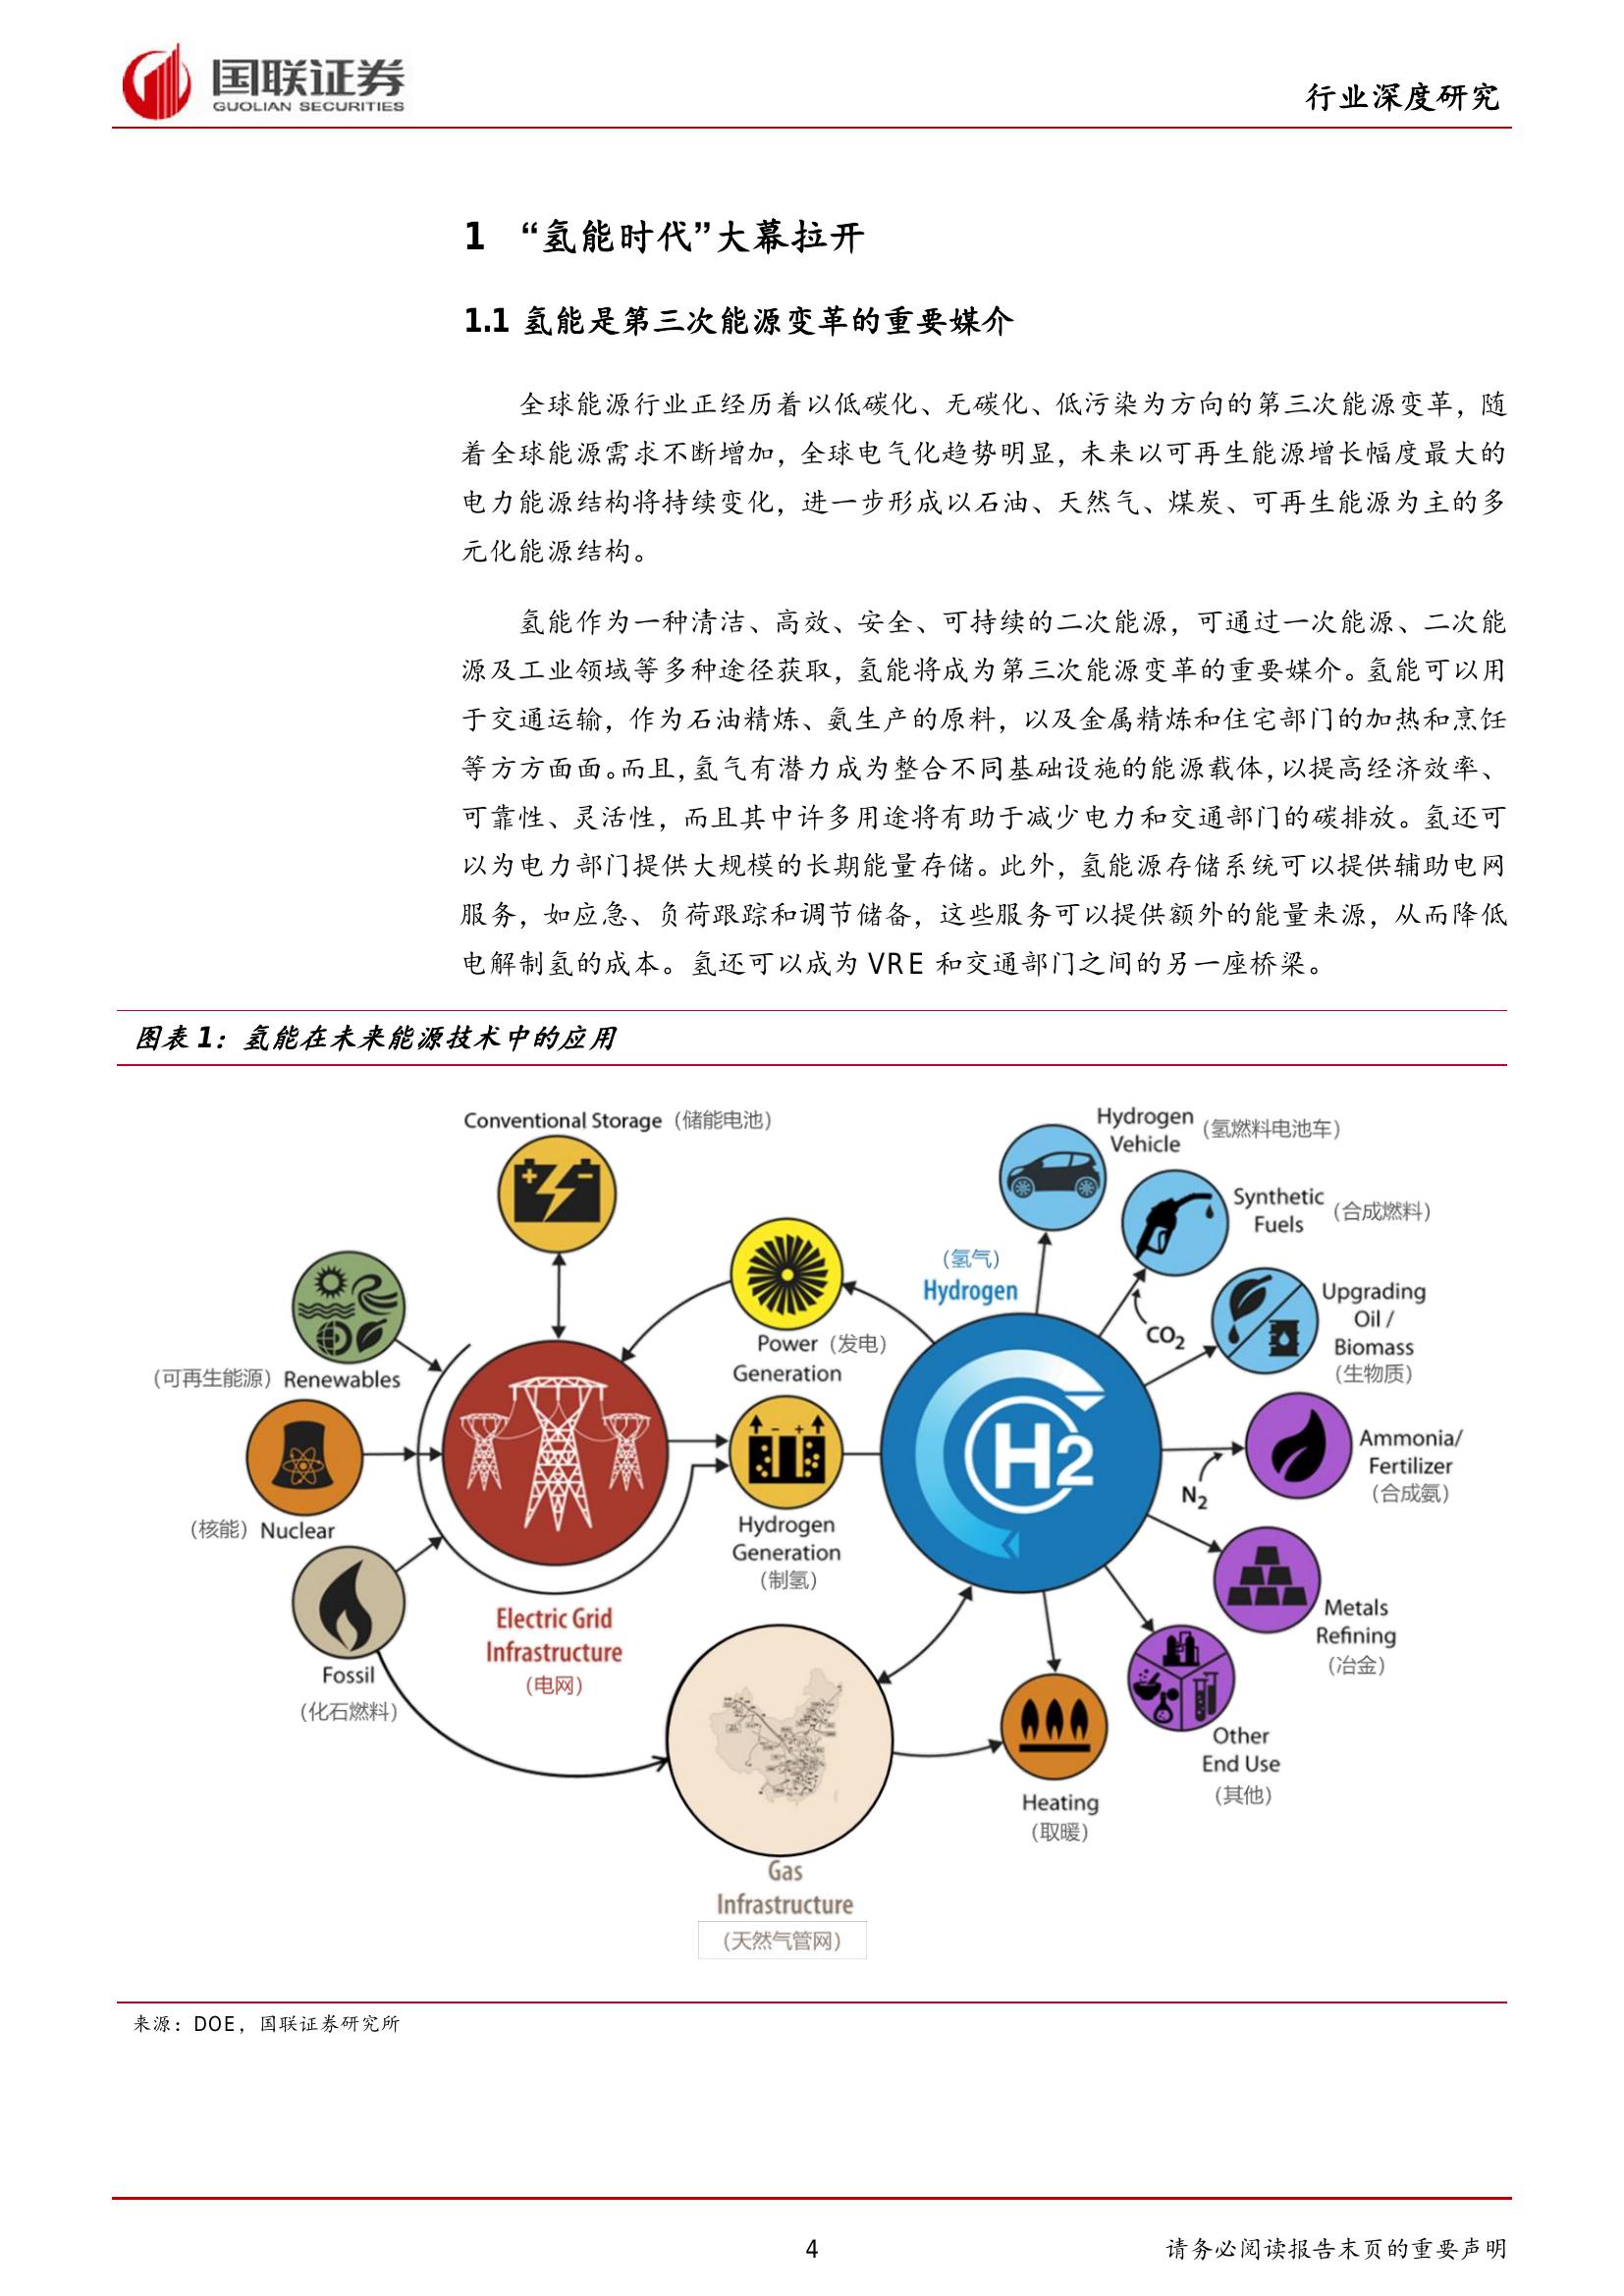 国联证券
GUOLIAN SECURITIES
行业深度研究
1 “氢能时代”大幕拉开
1.1 氢能是第三次能源变革的重要媒介
全球能源行业正经历着以低碳化、无碳化、低污染为方向的第三次能源变革，随
着全球能源需求不断增加，全球电气化趋势明显，未来以可再生能源增长幅度最大的
电力能源结构将持续变化，进一步形成以石油、天然气、煤炭、可再生能源为主的多
元化能源结构。
氢能作为一种清洁、高效、安全、可持续的二次能源，可通过一次能源、二次能
源及工业领域等多种途径获取，氢能将成为第三次能源变革的重要媒介。氢能可以用
于交通运输，作为石油精炼、氨生产的原料，以及金属精炼和住宅部门的加热和烹饪
等方方面面。而且，氢气有潜力成为整合不同基础设施的能源载体，以提高经济效率、
可靠性、灵活性，而且其中许多用途将有助于减少电力和交通部门的碳排放。氢还可
以为电力部门提供大规模的长期能量存储。此外，氢能源存储系统可以提供辅助电网
服务，如应急、负荷跟踪和调节储备，这些服务可以提供额外的能量来源，从而降低
电解制氢的成本。氢还可以成为 VRE 和交通部门之间的另一座桥梁。
图表 1：氢能在未来能源技术中的应用
Conventional Storage（储能电池）
Hydrogen
Vehicle
（氢燃料电池车）
Synthetic
Fuels
（合成燃料）
（氢气）
Hydrogen
Upgrading
Oil /
Biomass
（生物质）
CO2
Power（发电）
Generation
（可再生能源）Renewables
H2
Ammonia/
Fertilizer
（合成氨）
N2
（核能）Nuclear
Hydrogen
Generation
（制氢）
Electric Grid
Infrastructure
（电网）
Metals
Refining
（冶金）
Fossil
（化石燃料）
Other
End Use
（其他）
Heating
（取暖）
Gas
Infrastructure
（天然气管网）
来源：DOE，国联证券研究所
4
请务必阅读报告末页的重要声明